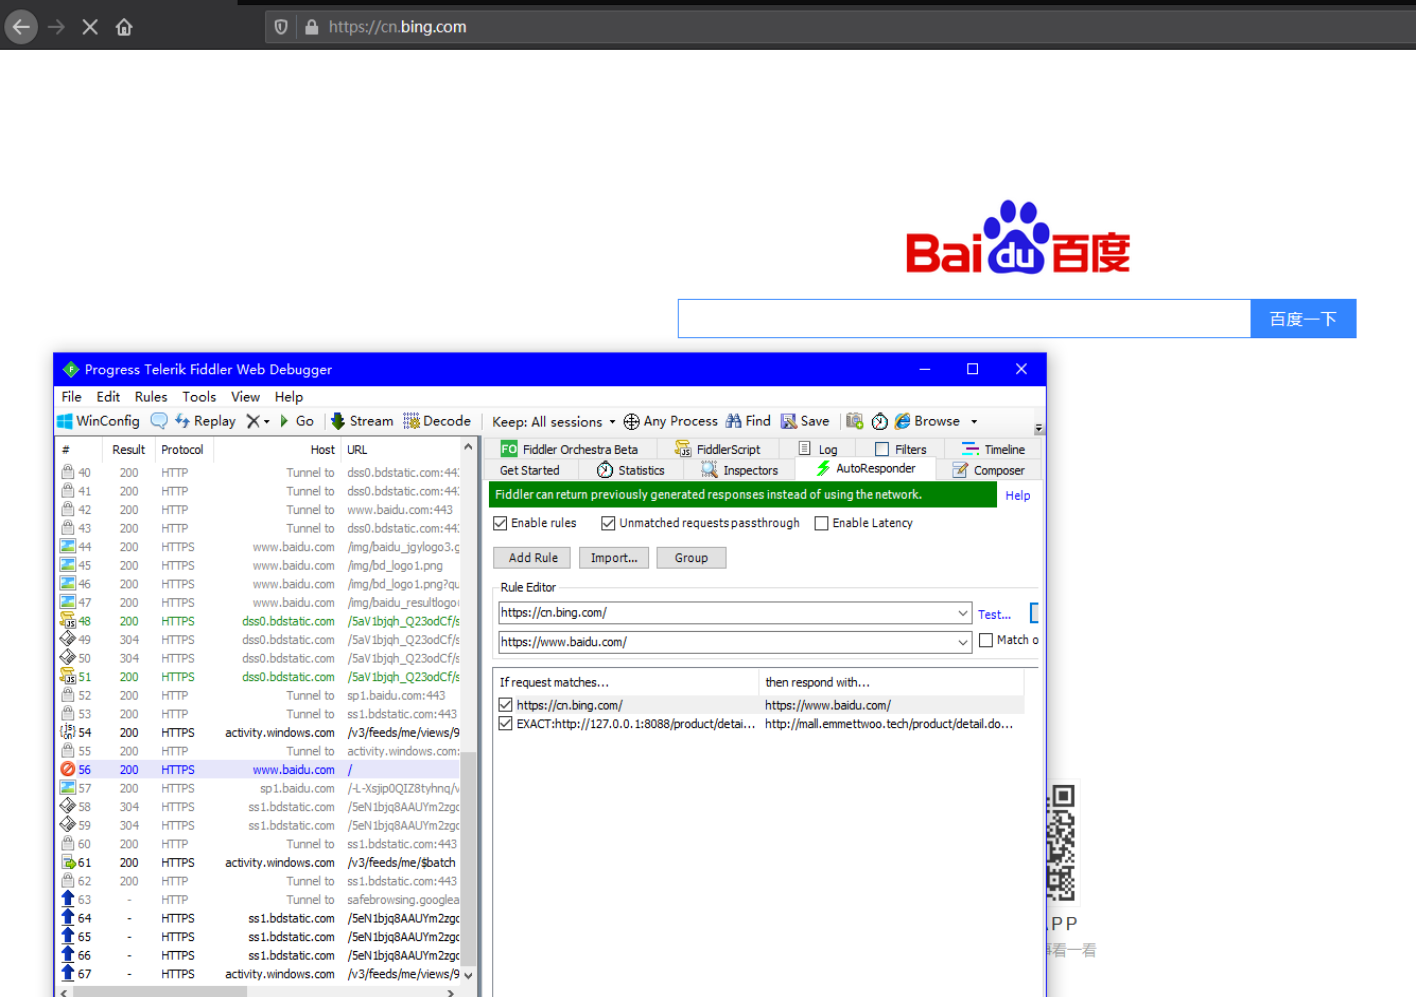 https://cn.bing.com
Bai du 百度
百度一下
Progress Telerik Fiddler Web Debugger
File Edit Rules Tools View Help
WinConfig Replay Go Stream Decode Keep: All sessions Any Process Find Save Browse
# Result Protocol Host URL
40 200 HTTP Tunnel to dss0.bdstatic.com:443
41 200 HTTP Tunnel to dss0.bdstatic.com:443
42 200 HTTP Tunnel to www.baidu.com:443
43 200 HTTP Tunnel to dss0.bdstatic.com:443
44 200 HTTPS www.baidu.com /img/baidu_jgylogo3.g
45 200 HTTPS www.baidu.com /img/bd_logo1.png
46 200 HTTPS www.baidu.com /img/bd_logo1.png?qu
47 200 HTTPS www.baidu.com /img/baidu_resultlogo
48 200 HTTPS dss0.bdstatic.com /5aV1bjqh_Q23odCf/s
49 304 HTTPS dss0.bdstatic.com /5aV1bjqh_Q23odCf/s
50 304 HTTPS dss0.bdstatic.com /5aV1bjqh_Q23odCf/s
51 200 HTTPS dss0.bdstatic.com /5aV1bjqh_Q23odCf/s
52 200 HTTP Tunnel to sp1.baidu.com:443
53 200 HTTP Tunnel to ss1.bdstatic.com:443
54 200 HTTPS activity.windows.com /v3/feeds/me/views/9
55 200 HTTP Tunnel to activity.windows.com:
56 200 HTTPS www.baidu.com /
57 200 HTTPS sp1.baidu.com /-L-Xsjip0QIZ8tyhnq/v
58 304 HTTPS ss1.bdstatic.com /5eN1bjq8AAUYm2zgc
59 304 HTTPS ss1.bdstatic.com /5eN1bjq8AAUYm2zgc
60 200 HTTP Tunnel to ss1.bdstatic.com:443
61 200 HTTPS activity.windows.com /v3/feeds/me/$batch
62 200 HTTP Tunnel to ss1.bdstatic.com:443
63 - HTTP Tunnel to safebrowsing.googlea
64 - HTTPS ss1.bdstatic.com /5eN1bjq8AAUYm2zgc
65 - HTTPS ss1.bdstatic.com /5eN1bjq8AAUYm2zgc
66 - HTTPS ss1.bdstatic.com /5eN1bjq8AAUYm2zgc
67 - HTTPS activity.windows.com /v3/feeds/me/views/9
FO Fiddler Orchestra Beta FiddlerScript Log Filters Timeline
Get Started Statistics Inspectors AutoResponder Composer
Fiddler can return previously generated responses instead of using the network. Help
Enable rules Unmatched requests passthrough Enable Latency
Add Rule Import... Group
Rule Editor
https://cn.bing.com/ Test...
https://www.baidu.com/ Match o
If request matches... then respond with...
https://cn.bing.com/ https://www.baidu.com/
EXACT:http://127.0.0.1:8088/product/detai... http://mall.emmettwoo.tech/product/detail.do...
PP
看一看